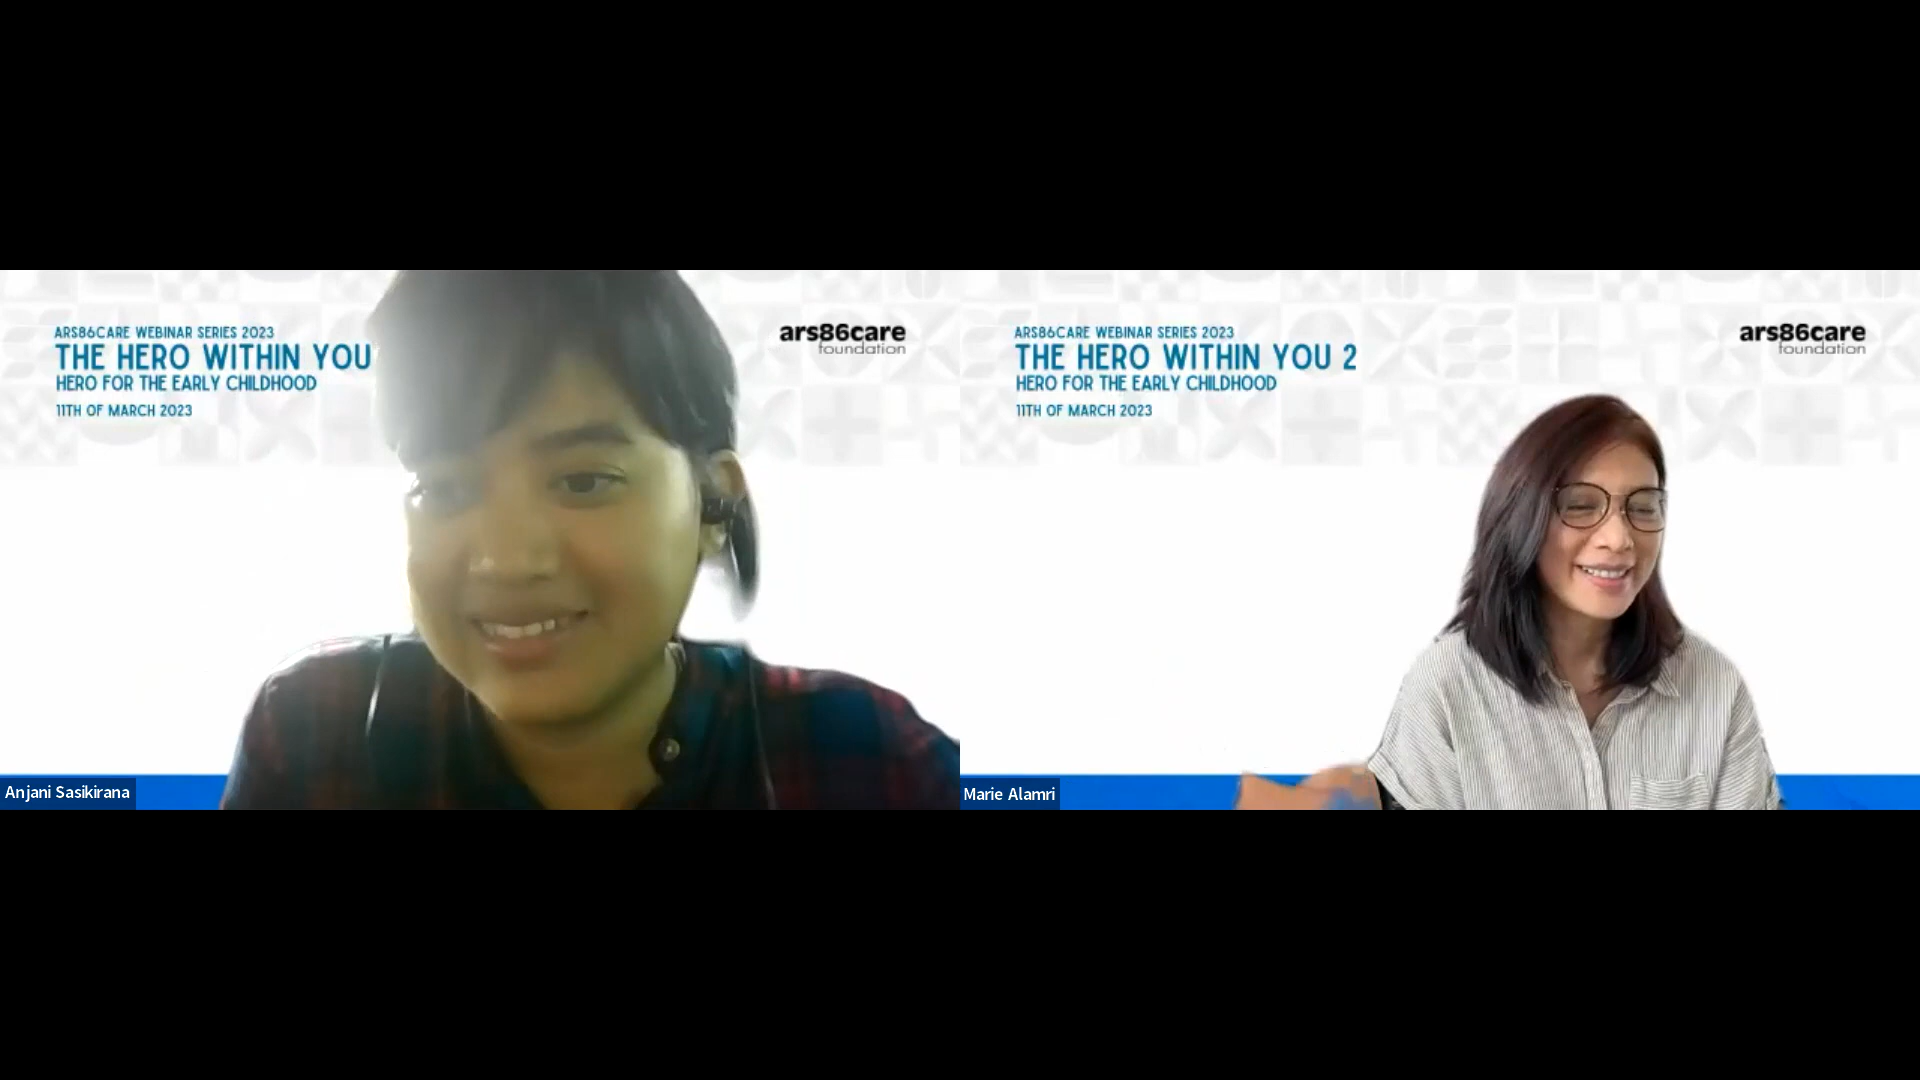 ARS86CARE WEBINAR SERIES 2023
THE HERO WITHIN YOU
HERO FOR THE EARLY CHILDHOOD
11TH OF MARCH 2023
ars86care
foundation
Anjani Sasikirana
ARS86CARE WEBINAR SERIES 2023
THE HERO WITHIN YOU 2
HERO FOR THE EARLY CHILDHOOD
11TH OF MARCH 2023
ars86care
foundation
Marie Alamri